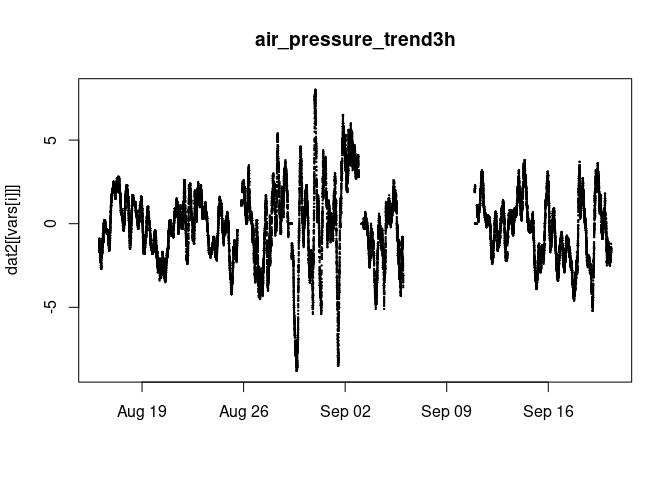 air_pressure_trend3h
dat2[[vars[i]]]
5
0
-5
Aug 19 Aug 26 Sep 02 Sep 09 Sep 16